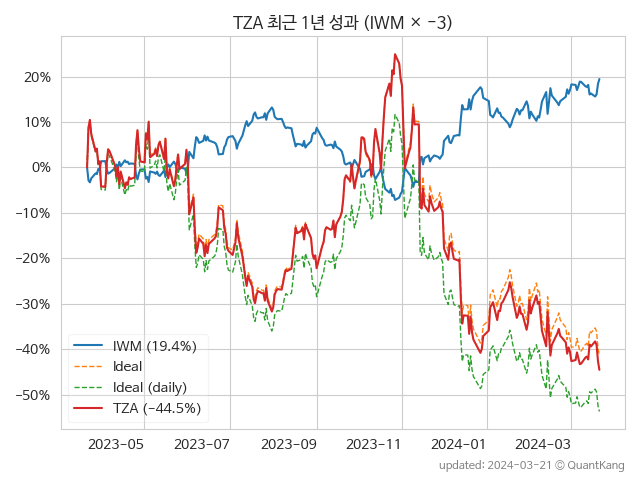 TZA 최근 1년 성과 (IWM × −3)
20%
10%
0%
−10%
−20%
−30%
−40%
−50%
IWM (19.4%)
Ideal
Ideal (daily)
TZA (−44.5%)
2023−05
2023−07
2023−09
2023−11
2024−01
2024−03
updated: 2024−03−21 © QuantKang